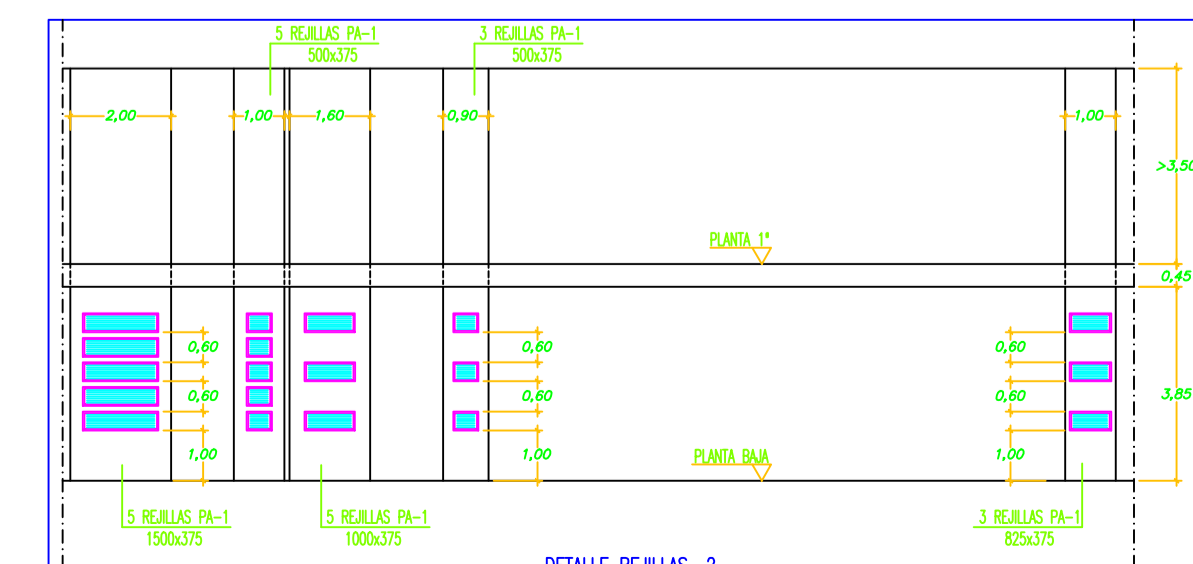 5 REJILLAS PA-1
500x375
3 REJILLAS PA-1
500x375
2,00
1,00
1,60
0,90
1,00
>3,50
PLANTA 1ª
0,45
0,60
0,60
0,60
0,60
0,60
0,60
3,85
1,00
1,00
1,00
PLANTA BAJA
5 REJILLAS PA-1
1500x375
5 REJILLAS PA-1
1000x375
3 REJILLAS PA-1
825x375
DETALLE REJILLAS